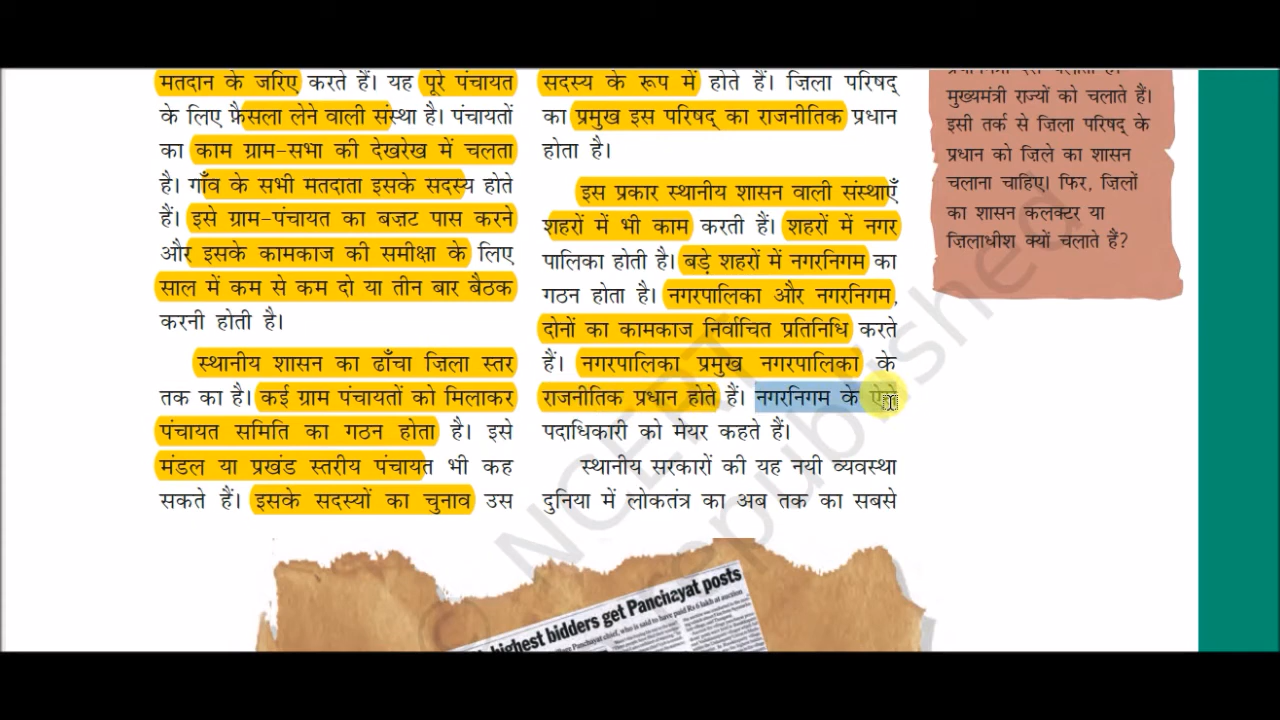 मतदान के जरिए करते हैं। यह पूरे पंचायत
के लिए फ़ैसला लेने वाली संस्था है। पंचायतों
का काम ग्राम-सभा की देखरेख में चलता
है। गाँव के सभी मतदाता इसके सदस्य होते
हैं। इसे ग्राम-पंचायत का बज़ट पास करने
और इसके कामकाज की समीक्षा के लिए
साल में कम से कम दो या तीन बार बैठक
करनी होती है।
स्थानीय शासन का ढाँचा ज़िला स्तर
तक का है। कई ग्राम पंचायतों को मिलाकर
पंचायत समिति का गठन होता है। इसे
मंडल या प्रखंड स्तरीय पंचायत भी कह
सकते हैं। इसके सदस्यों का चुनाव उस
सदस्य के रूप में होते हैं। ज़िला परिषद्
का प्रमुख इस परिषद् का राजनीतिक प्रधान
होता है।
इस प्रकार स्थानीय शासन वाली संस्थाएँ
शहरों में भी काम करती हैं। शहरों में नगर
पालिका होती है। बड़े शहरों में नगरनिगम का
गठन होता है। नगरपालिका और नगरनिगम,
दोनों का कामकाज निर्वाचित प्रतिनिधि करते
हैं। नगरपालिका प्रमुख नगरपालिका के
राजनीतिक प्रधान होते हैं। नगरनिगम के
पदाधिकारी को मेयर कहते हैं।
स्थानीय सरकारों की यह नयी व्यवस्था
दुनिया में लोकतंत्र का अब तक का सबसे
मुख्यमंत्री राज्यों को चलाते हैं।
इसी तर्क से ज़िला परिषद् के
प्रधान को ज़िले का शासन
चलाना चाहिए। फिर, ज़िलों
का शासन कलक्टर या
जिलाधीश क्यों चलाते हैं?
NCERT
republished
highest bidders get Panchayat posts